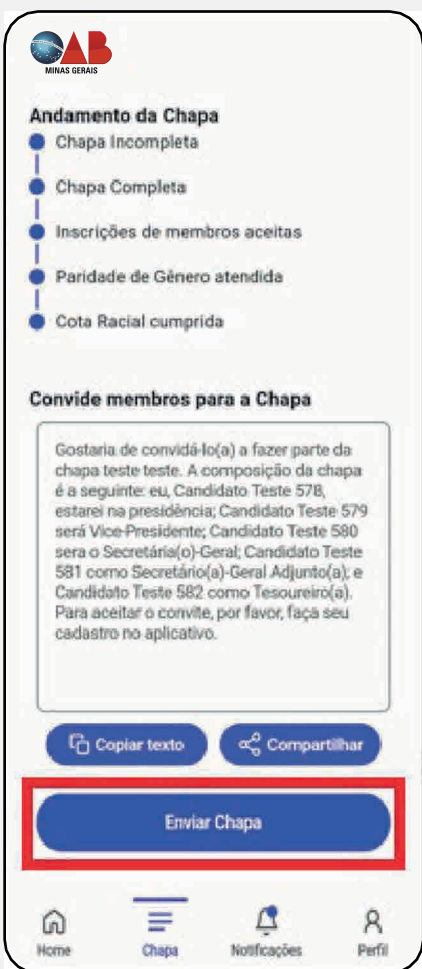 OAB
MINAS GERAIS
Andamento da Chapa
Chapa Incompleta
Chapa Completa
Inscrições de membros aceitas
Paridade de Gênero atendida
Cota Racial cumprida
Convide membros para a Chapa
Gostaria de convidá-lo(a) a fazer parte da
chapa teste teste. A composição da chapa
é a seguinte: eu, Candidato Teste 578,
estarei na presidência; Candidato Teste 579
será Vice-Presidente; Candidato Teste 580
sera o Secretária(o)-Geral; Candidato Teste
581 como Secretário(a)-Geral Adjunto(a); e
Candidato Teste 582 como Tesoureiro(a).
Para aceitar o convite, por favor, faça seu
cadastro no aplicativo.
Copiar texto Compartilhar
Enviar Chapa
Home Chapa Notificações Perfil